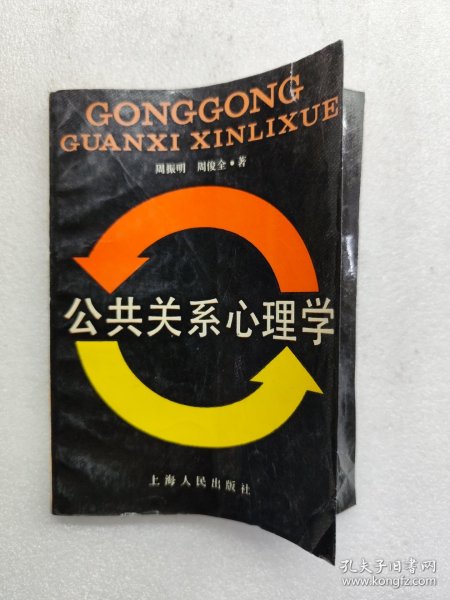 GONGGONG
GUANXI XINLIXUE
周振明 周俊全·著
公共关系心理学
上海人民出版社
孔夫子旧书网
www.kongfz.com